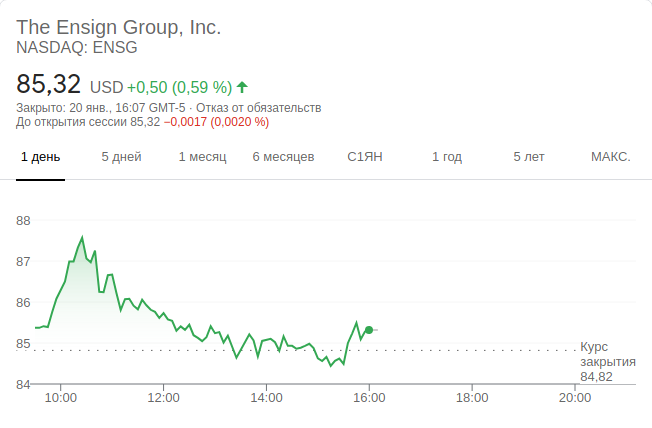 The Ensign Group, Inc.
NASDAQ: ENSG
85,32 USD +0,50 (0,59 %)
Закрыто: 20 янв., 16:07 GMT-5 · Отказ от обязательств
До открытия сессии 85,32 −0,0017 (0,0020 %)
1 день 5 дней 1 месяц 6 месяцев С1ЯН 1 год 5 лет МАКС.
88
87
86
85
84
Курс
закрытия
84,82
10:00 12:00 14:00 16:00 18:00 20:00